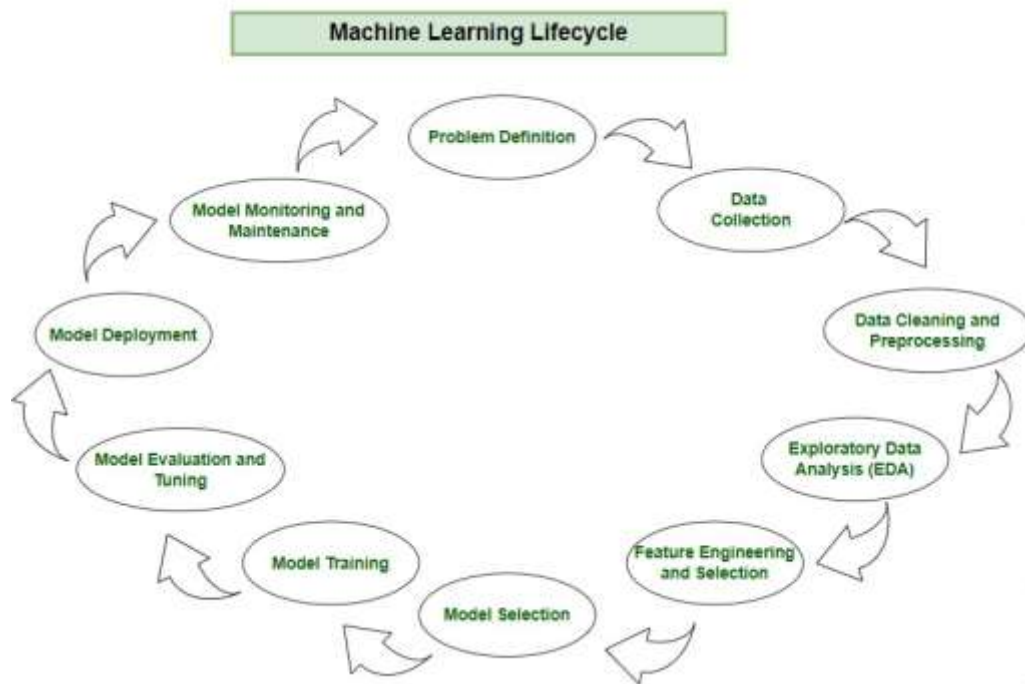 Machine Learning Lifecycle
Problem Definition
Data
Collection
Data Cleaning and
Preprocessing
Exploratory Data
Analysis (EDA)
Feature Engineering
and Selection
Model Selection
Model Training
Model Evaluation and
Tuning
Model Deployment
Model Monitoring and
Maintenance